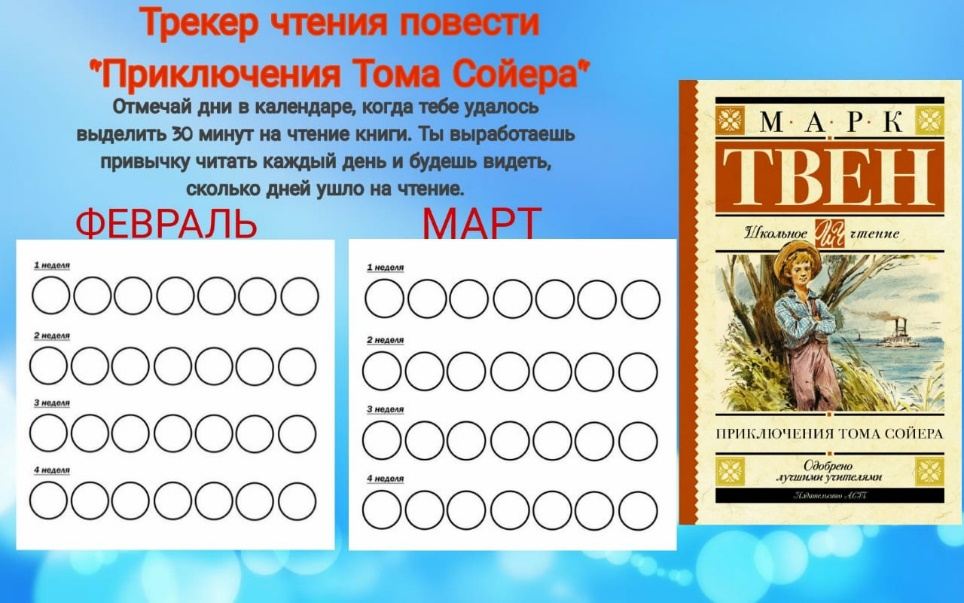 Трекер чтения повести
"Приключения Тома Сойера"
Отмечай дни в календаре, когда тебе удалось
выделить 30 минут на чтение книги. Ты выработаешь
привычку читать каждый день и будешь видеть,
сколько дней ушло на чтение.
ФЕВРАЛЬ
1 неделя
2 неделя
3 неделя
4 неделя
МАРТ
1 неделя
2 неделя
3 неделя
4 неделя
М·А·Р·К
ТВЕН
Школьное чтение
ПРИКЛЮЧЕНИЯ ТОМА СОЙЕРА
Одобрено
лучшими учителями
Издательство АСТ